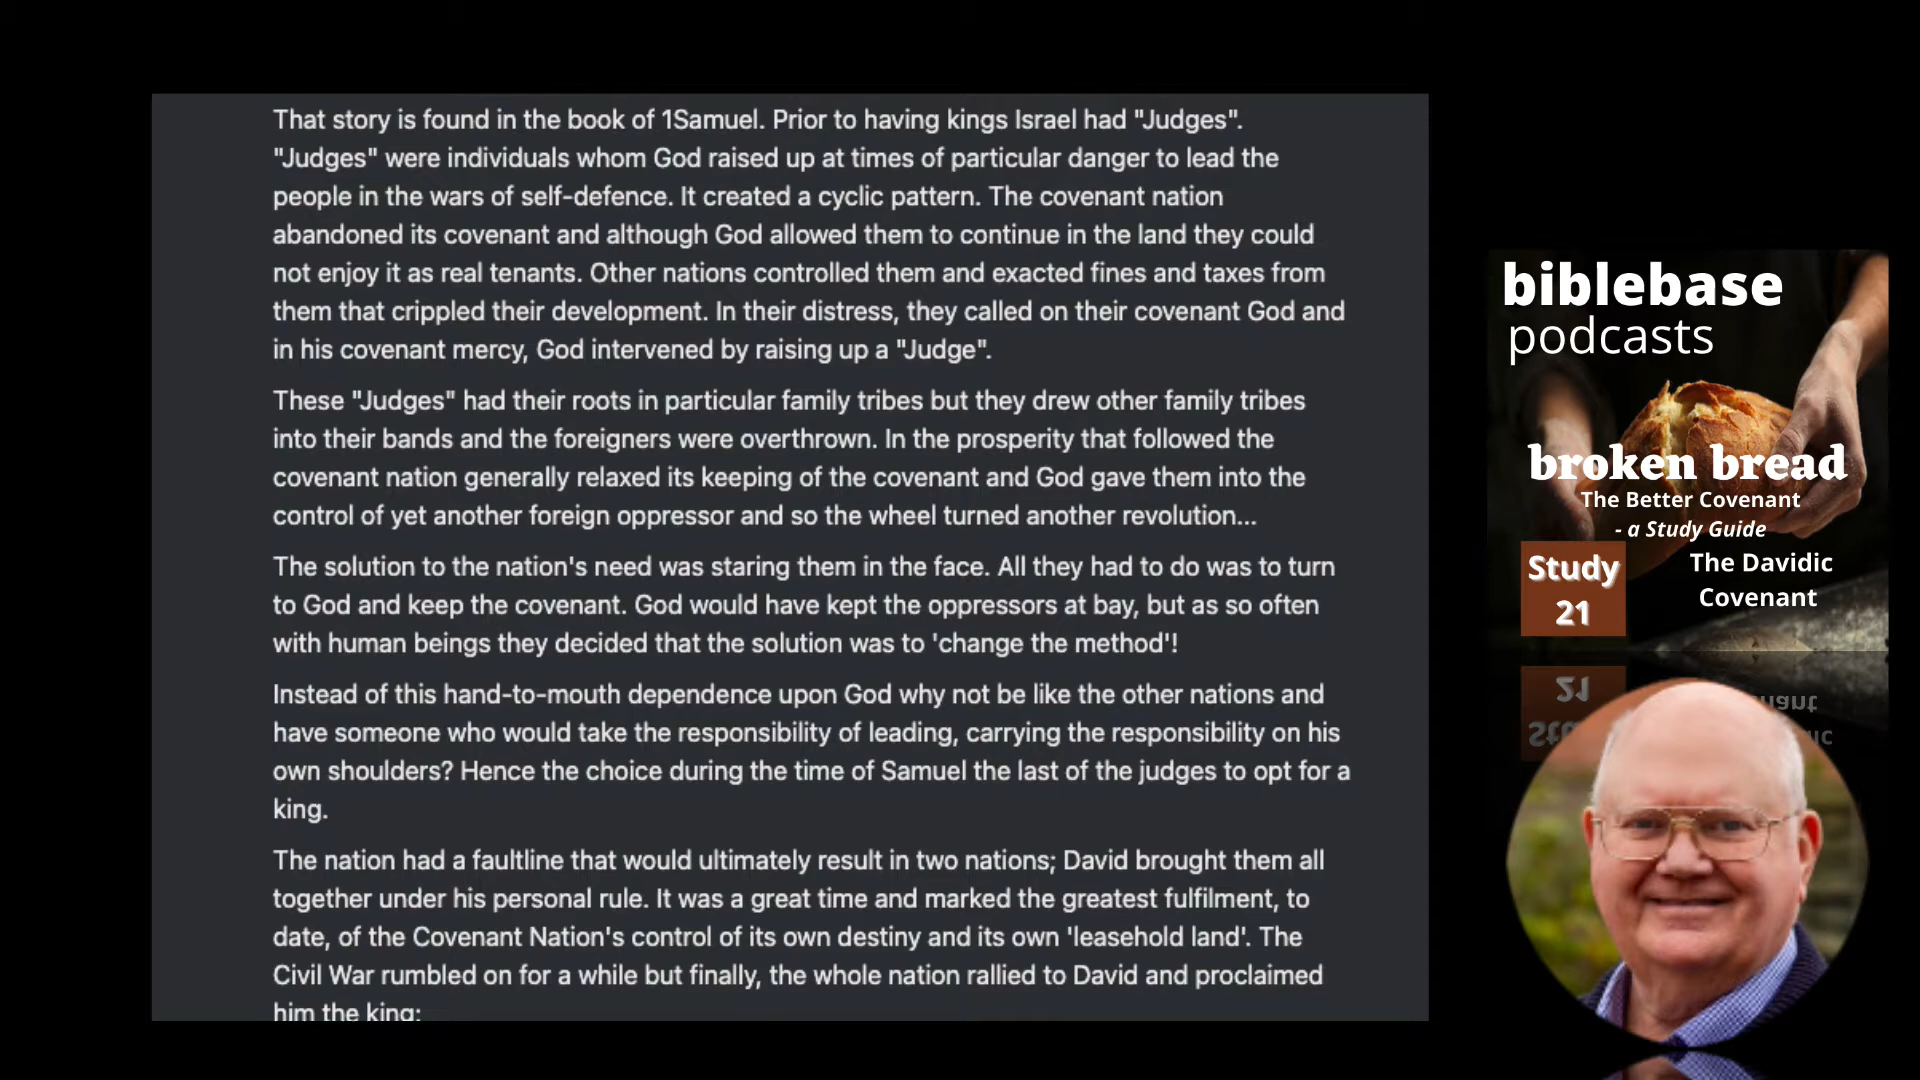 That story is found in the book of 1Samuel. Prior to having kings Israel had "Judges".
"Judges" were individuals whom God raised up at times of particular danger to lead the
people in the wars of self-defence. It created a cyclic pattern. The covenant nation
abandoned its covenant and although God allowed them to continue in the land they could
not enjoy it as real tenants. Other nations controlled them and exacted fines and taxes from
them that crippled their development. In their distress, they called on their covenant God and
in his covenant mercy, God intervened by raising up a "Judge".
These "Judges" had their roots in particular family tribes but they drew other family tribes
into their bands and the foreigners were overthrown. In the prosperity that followed the
covenant nation generally relaxed its keeping of the covenant and God gave them into the
control of yet another foreign oppressor and so the wheel turned another revolution...
The solution to the nation's need was staring them in the face. All they had to do was to turn
to God and keep the covenant. God would have kept the oppressors at bay, but as so often
with human beings they decided that the solution was to 'change the method'!
Instead of this hand-to-mouth dependence upon God why not be like the other nations and
have someone who would take the responsibility of leading, carrying the responsibility on his
own shoulders? Hence the choice during the time of Samuel the last of the judges to opt for a
king.
The nation had a faultline that would ultimately result in two nations; David brought them all
together under his personal rule. It was a great time and marked the greatest fulfilment, to
date, of the Covenant Nation's control of its own destiny and its own 'leasehold land'. The
Civil War rumbled on for a while but finally, the whole nation rallied to David and proclaimed
him the king:
biblebase
podcasts
broken bread
The Better Covenant
- a Study Guide
Study
21
The Davidic
Covenant